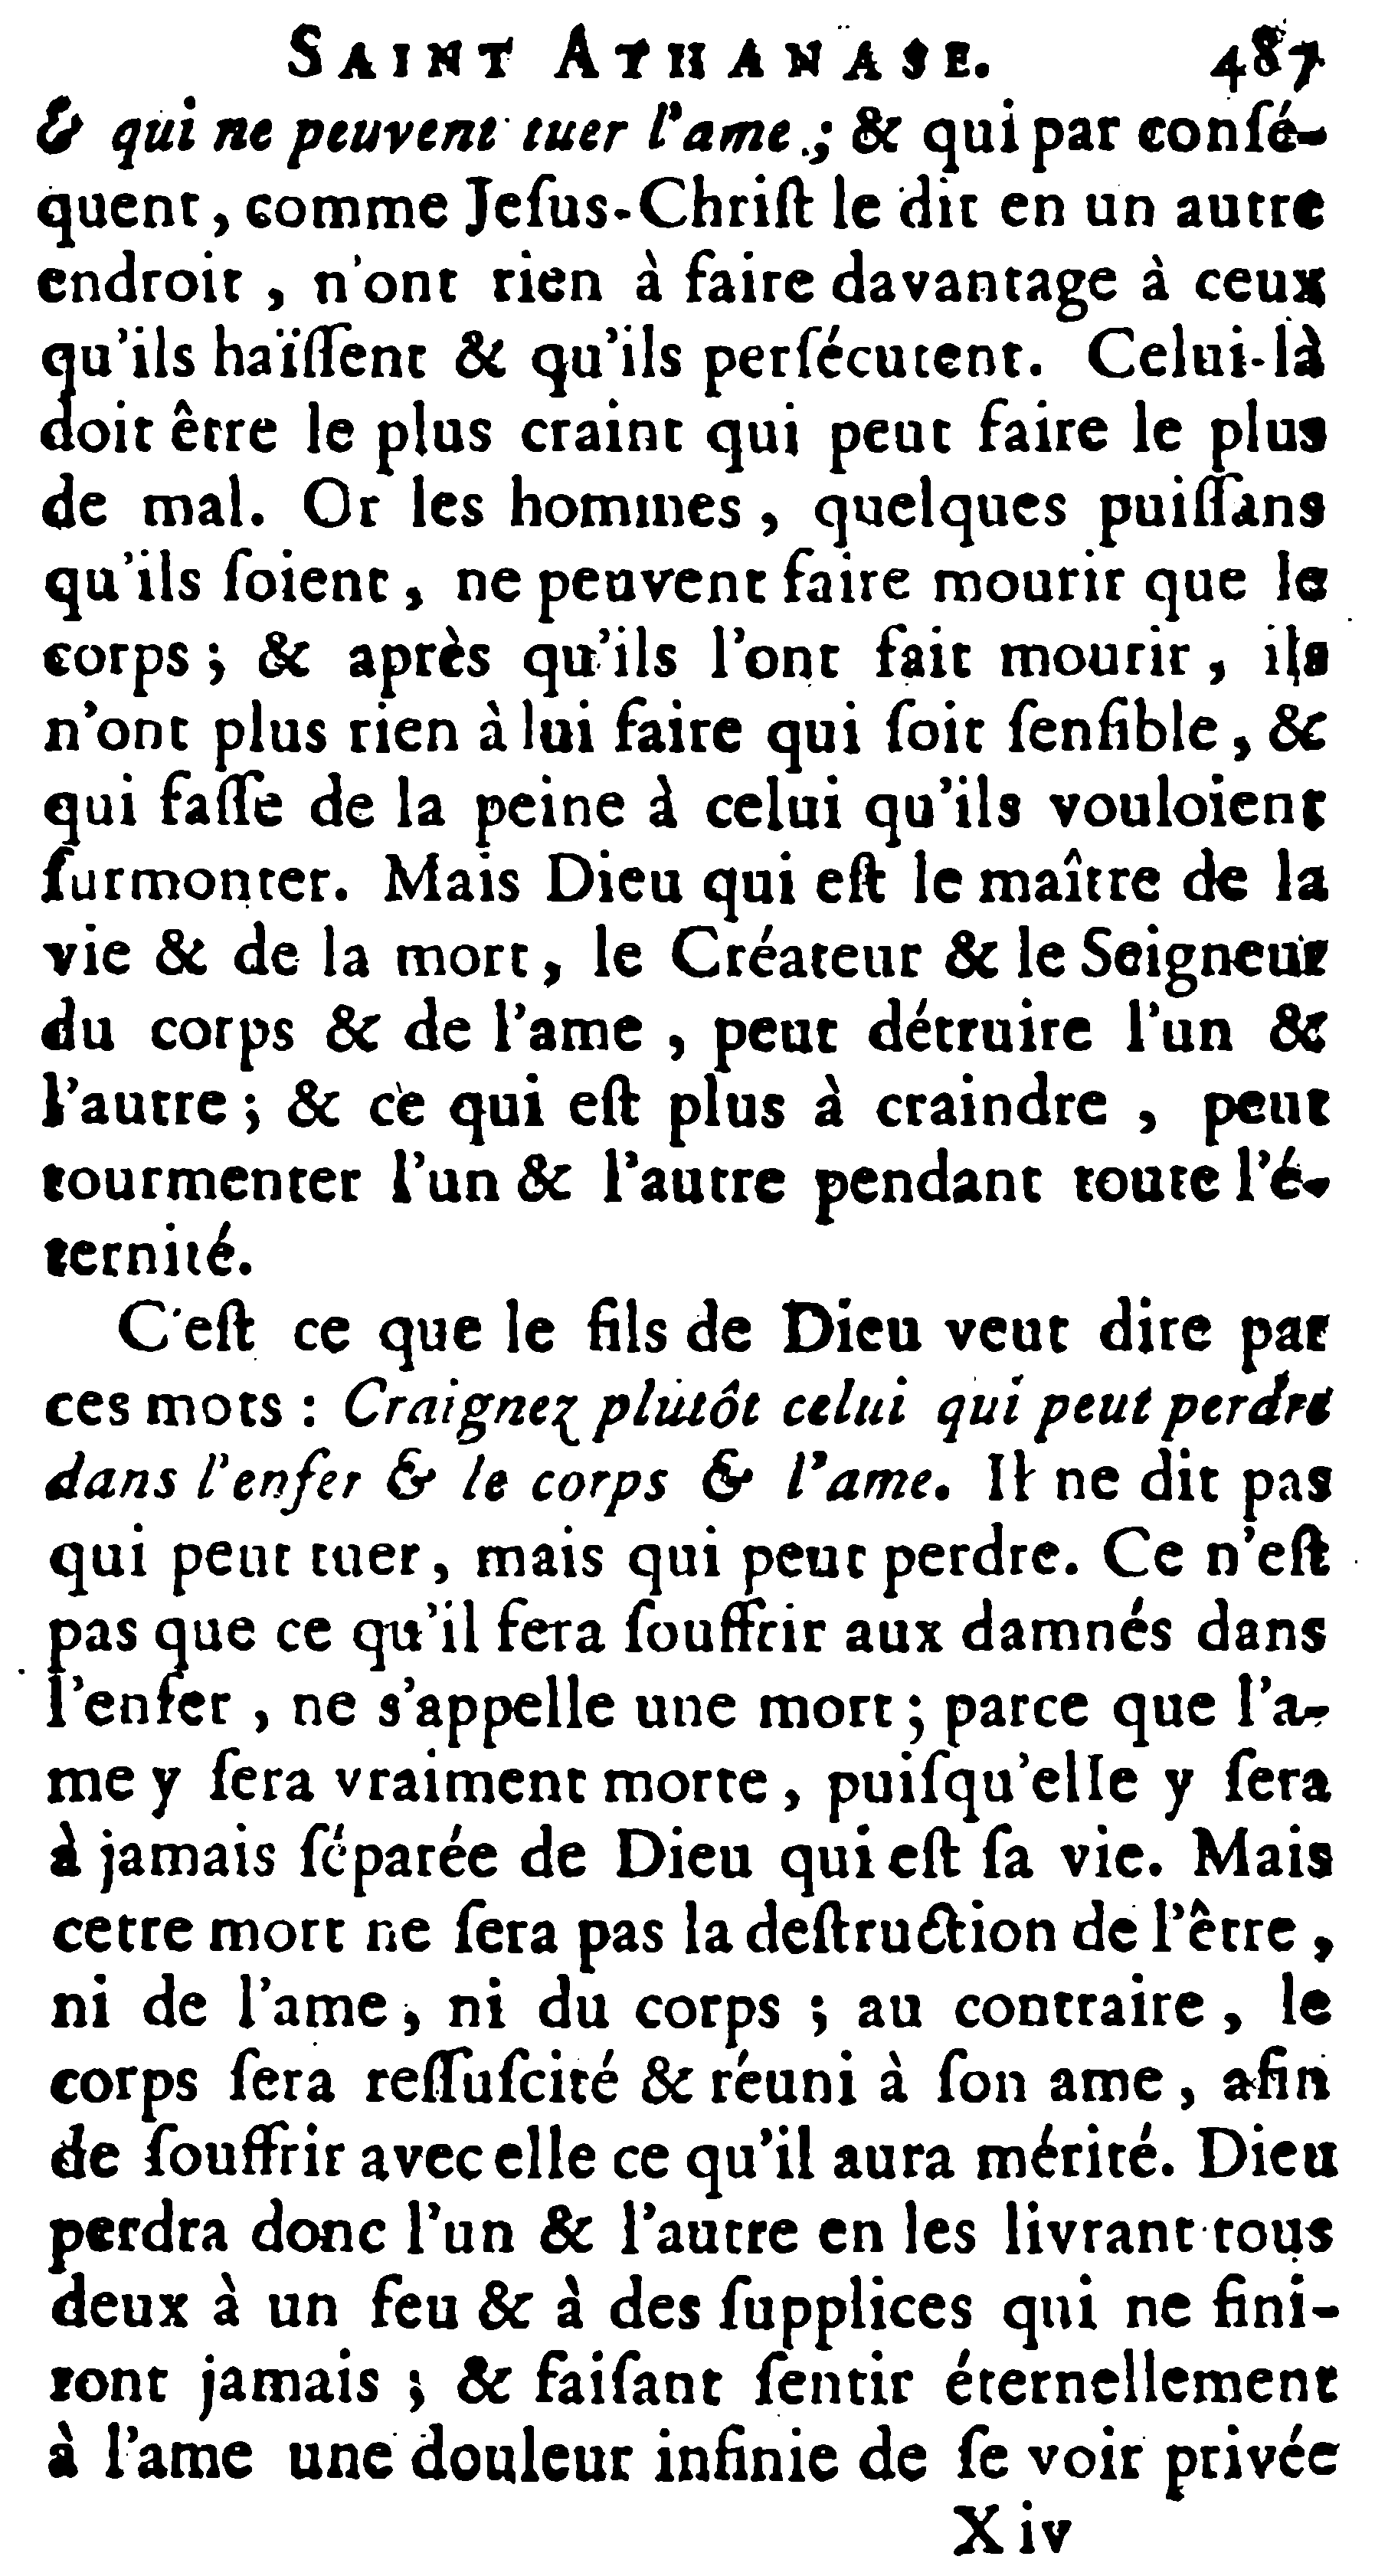 SAINT ATHANASE. 487
& qui ne peuvent tuer l'ame ; & qui par conſé-
quent, comme Jeſus-Chriſt le dit en un autre
endroit , n'ont rien à faire davantage à ceux
qu'ils haïſſent & qu'ils perſécutent. Celui-là
doit être le plus craint qui peut faire le plus
de mal. Or les hommes , quelques puiſſans
qu'ils ſoient , ne peuvent faire mourir que le
corps ; & après qu'ils l'ont fait mourir , ils
n'ont plus rien à lui faire qui ſoit ſenſible , &
qui faſſe de la peine à celui qu'ils vouloient
ſurmonter. Mais Dieu qui eſt le maître de la
vie & de la mort , le Créateur & le Seigneur
du corps & de l'ame , peut détruire l'un &
l'autre ; & ce qui eſt plus à craindre , peut
tourmenter l'un & l'autre pendant toute l'é-
ternité.
C'eſt ce que le fils de Dieu veut dire par
ces mots : Craignez plutôt celui qui peut perdre
dans l'enfer & le corps & l'ame. Il ne dit pas
qui peut tuer , mais qui peut perdre. Ce n'eſt
pas que ce qu'il fera ſouffrir aux damnés dans
l'enfer , ne s'appelle une mort ; parce que l'a-
me y ſera vraiment morte , puiſqu'elle y ſera
à jamais ſéparée de Dieu qui eſt ſa vie. Mais
cette mort ne ſera pas la deſtruction de l'être ,
ni de l'ame , ni du corps ; au contraire , le
corps ſera reſſuſcité & réuni à ſon ame , afin
de ſouffrir avec elle ce qu'il aura mérité. Dieu
perdra donc l'un & l'autre en les livrant tous
deux à un feu & à des ſupplices qui ne fini-
ront jamais ; & faiſant ſentir éternellement
à l'ame une douleur infinie de ſe voir privée
X iv